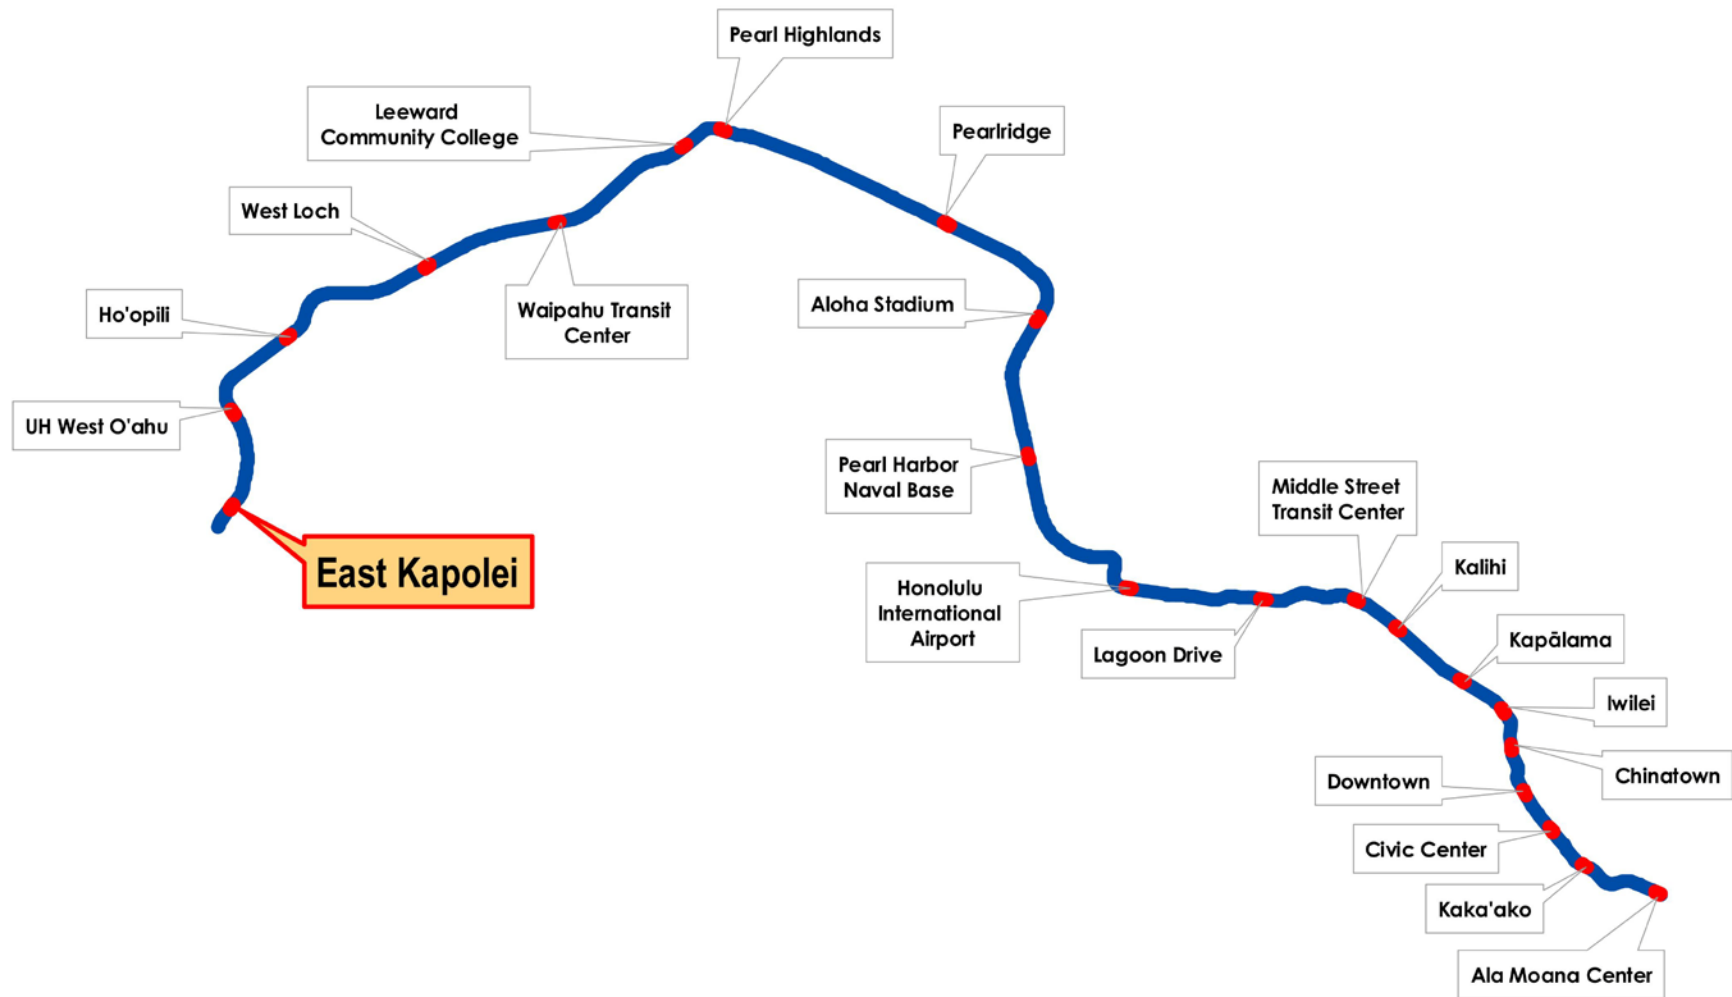 Pearl Highlands
Leeward
Community College
Pearlridge
West Loch
Ho'opili
Waipahu Transit
Center
Aloha Stadium
UH West O'ahu
Pearl Harbor
Naval Base
Middle Street
Transit Center
East Kapolei
Kalihi
Honolulu
International
Airport
Lagoon Drive
Kapālama
Iwilei
Chinatown
Downtown
Civic Center
Kaka'ako
Ala Moana Center